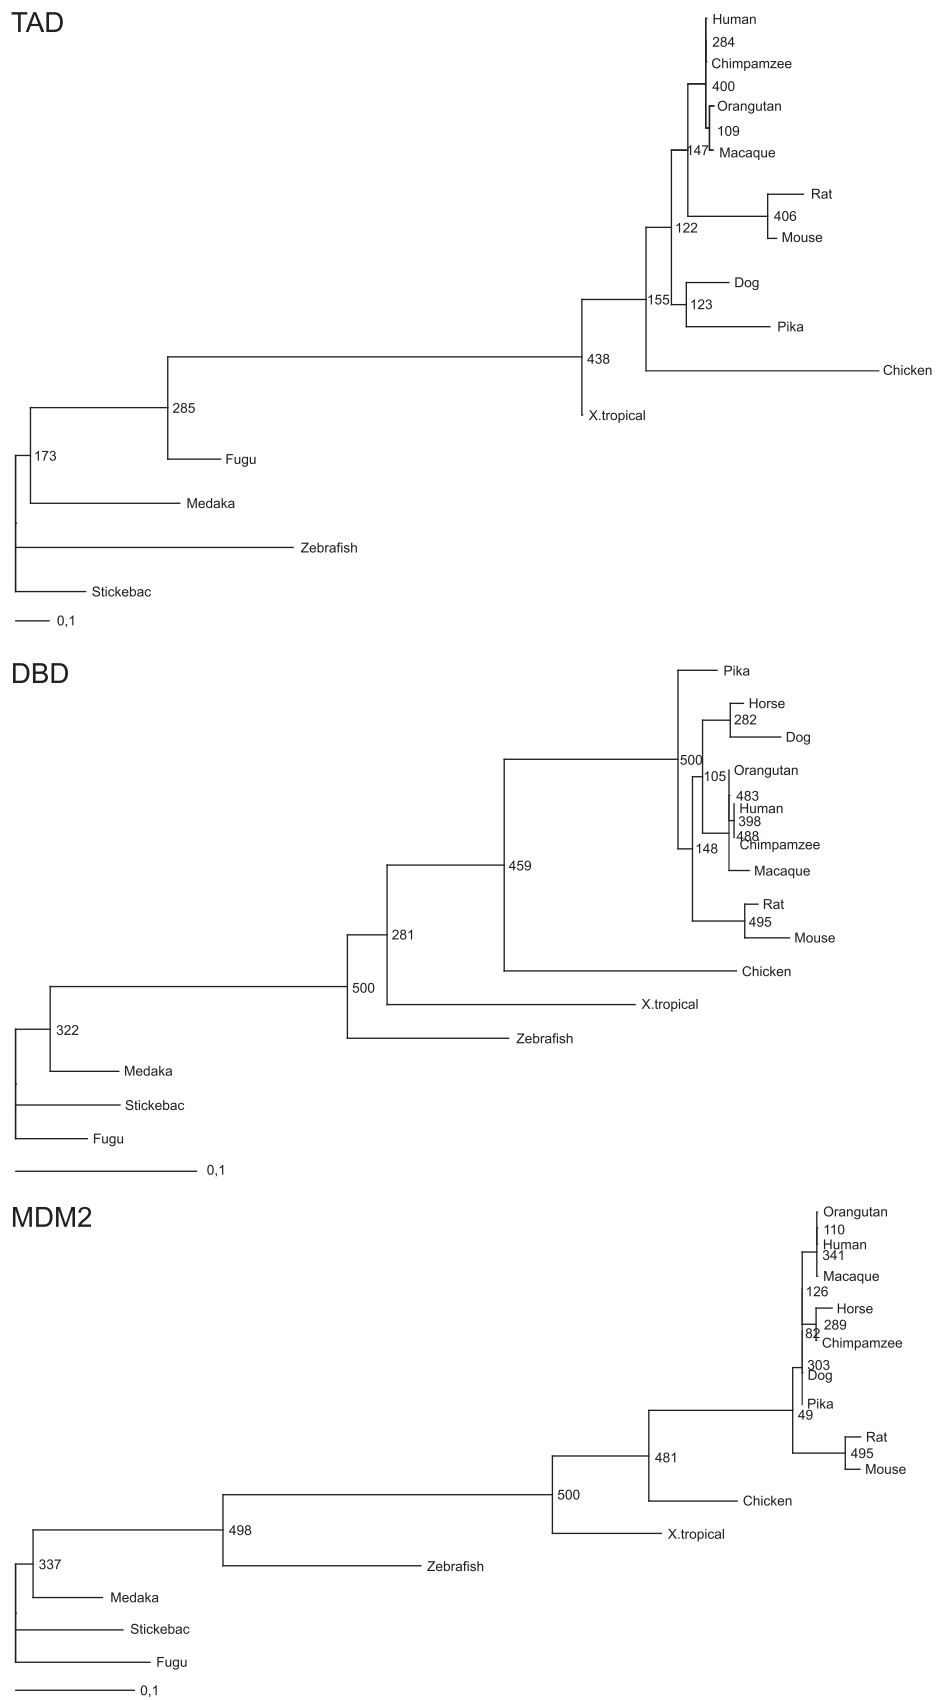 TAD
Human
284
Chimpamzee
400
Orangutan
109
147
Macaque
Rat
406
122
Mouse
Dog
155
123
Pika
438
Chicken
285
X.tropical
173
Fugu
Medaka
Zebrafish
Stickebac
0,1
DBD
Pika
Horse
282
Dog
500
105
Orangutan
483
Human
398
488
Chimpamzee
148
459
Macaque
Rat
495
281
Mouse
Chicken
500
X.tropical
322
Zebrafish
Medaka
Stickebac
Fugu
0,1
MDM2
Orangutan
110
Human
341
Macaque
126
Horse
289
82
Chimpamzee
303
Dog
Pika
49
Rat
495
481
Mouse
500
Chicken
498
X.tropical
337
Zebrafish
Medaka
Stickebac
Fugu
0,1